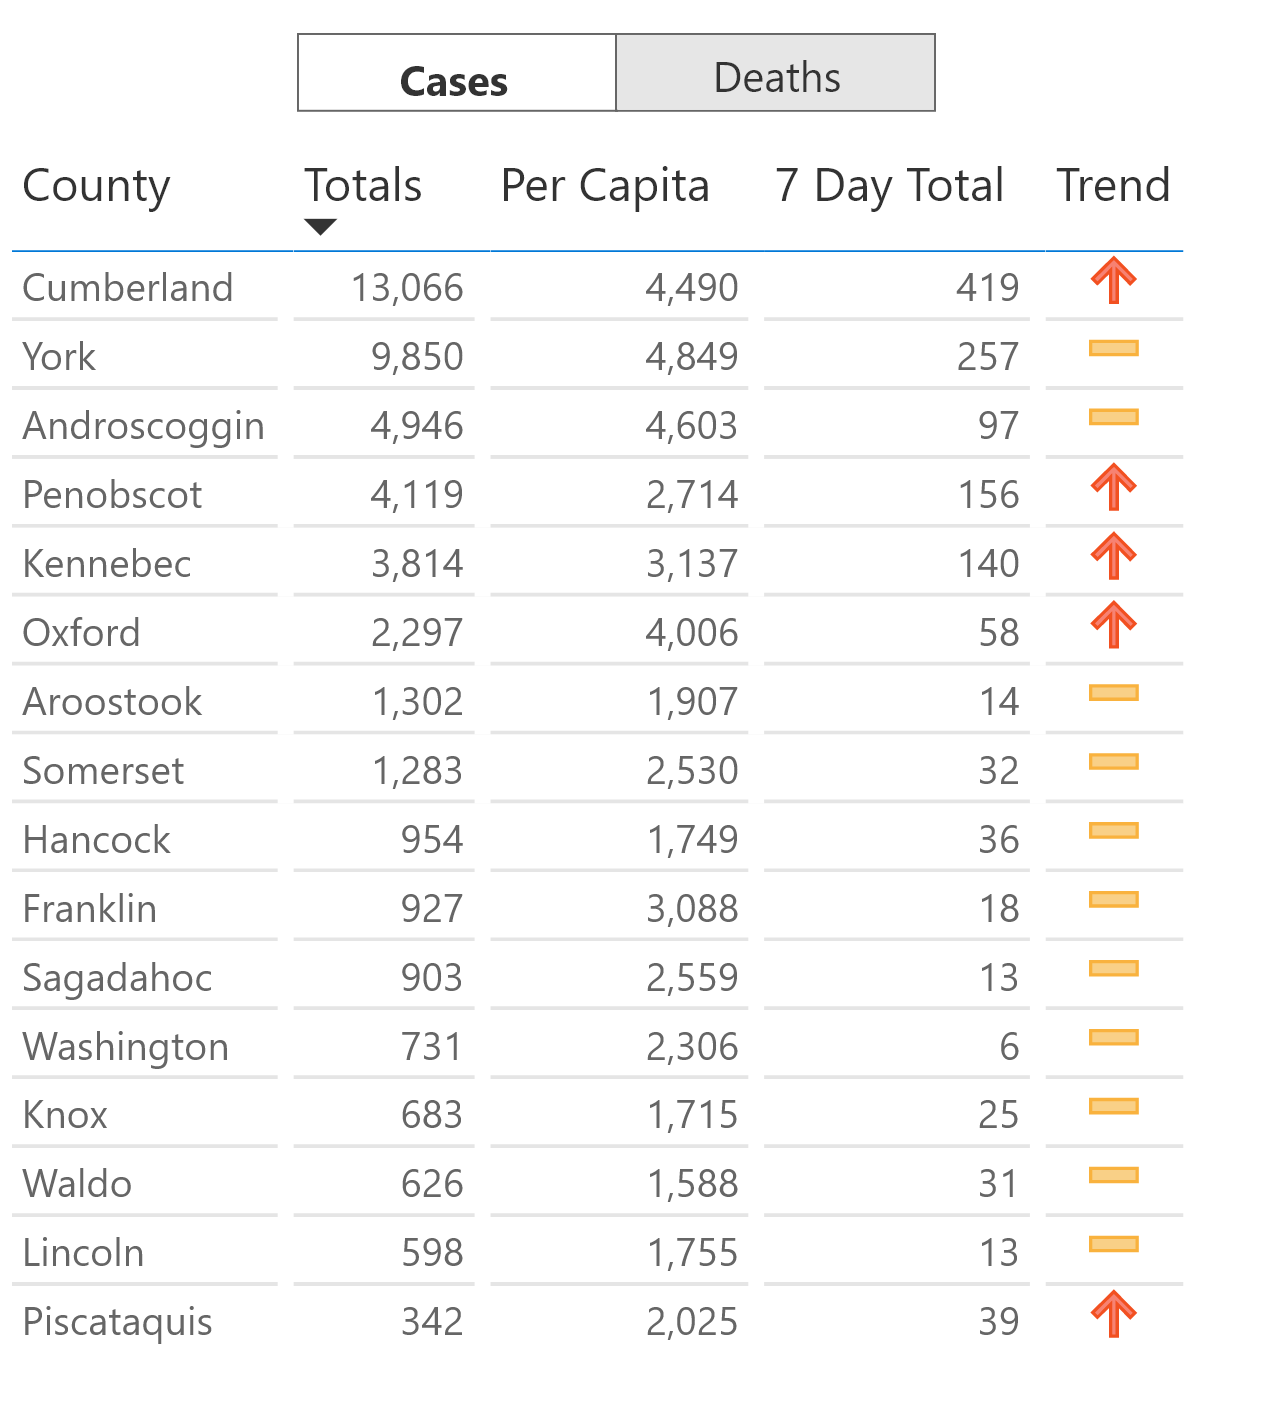 Cases Deaths
County Totals Per Capita 7 Day Total Trend
Cumberland 13,066 4,490 419
York 9,850 4,849 257
Androscoggin 4,946 4,603 97
Penobscot 4,119 2,714 156
Kennebec 3,814 3,137 140
Oxford 2,297 4,006 58
Aroostook 1,302 1,907 14
Somerset 1,283 2,530 32
Hancock 954 1,749 36
Franklin 927 3,088 18
Sagadahoc 903 2,559 13
Washington 731 2,306 6
Knox 683 1,715 25
Waldo 626 1,588 31
Lincoln 598 1,755 13
Piscataquis 342 2,025 39